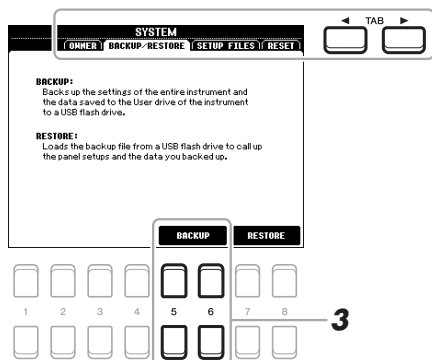 TAB
SYSTEM
OWNER BACKUP/RESTORE SETUP FILES RESET
BACKUP:
Backs up the settings of the entire instrument and
the data saved to the User drive of the instrument
to a USB flash drive.
RESTORE:
Loads the backup file from a USB flash drive to call up
the panel setups and the data you backed up.
BACKUP RESTORE
1 2 3 4 5 6 7 8
3